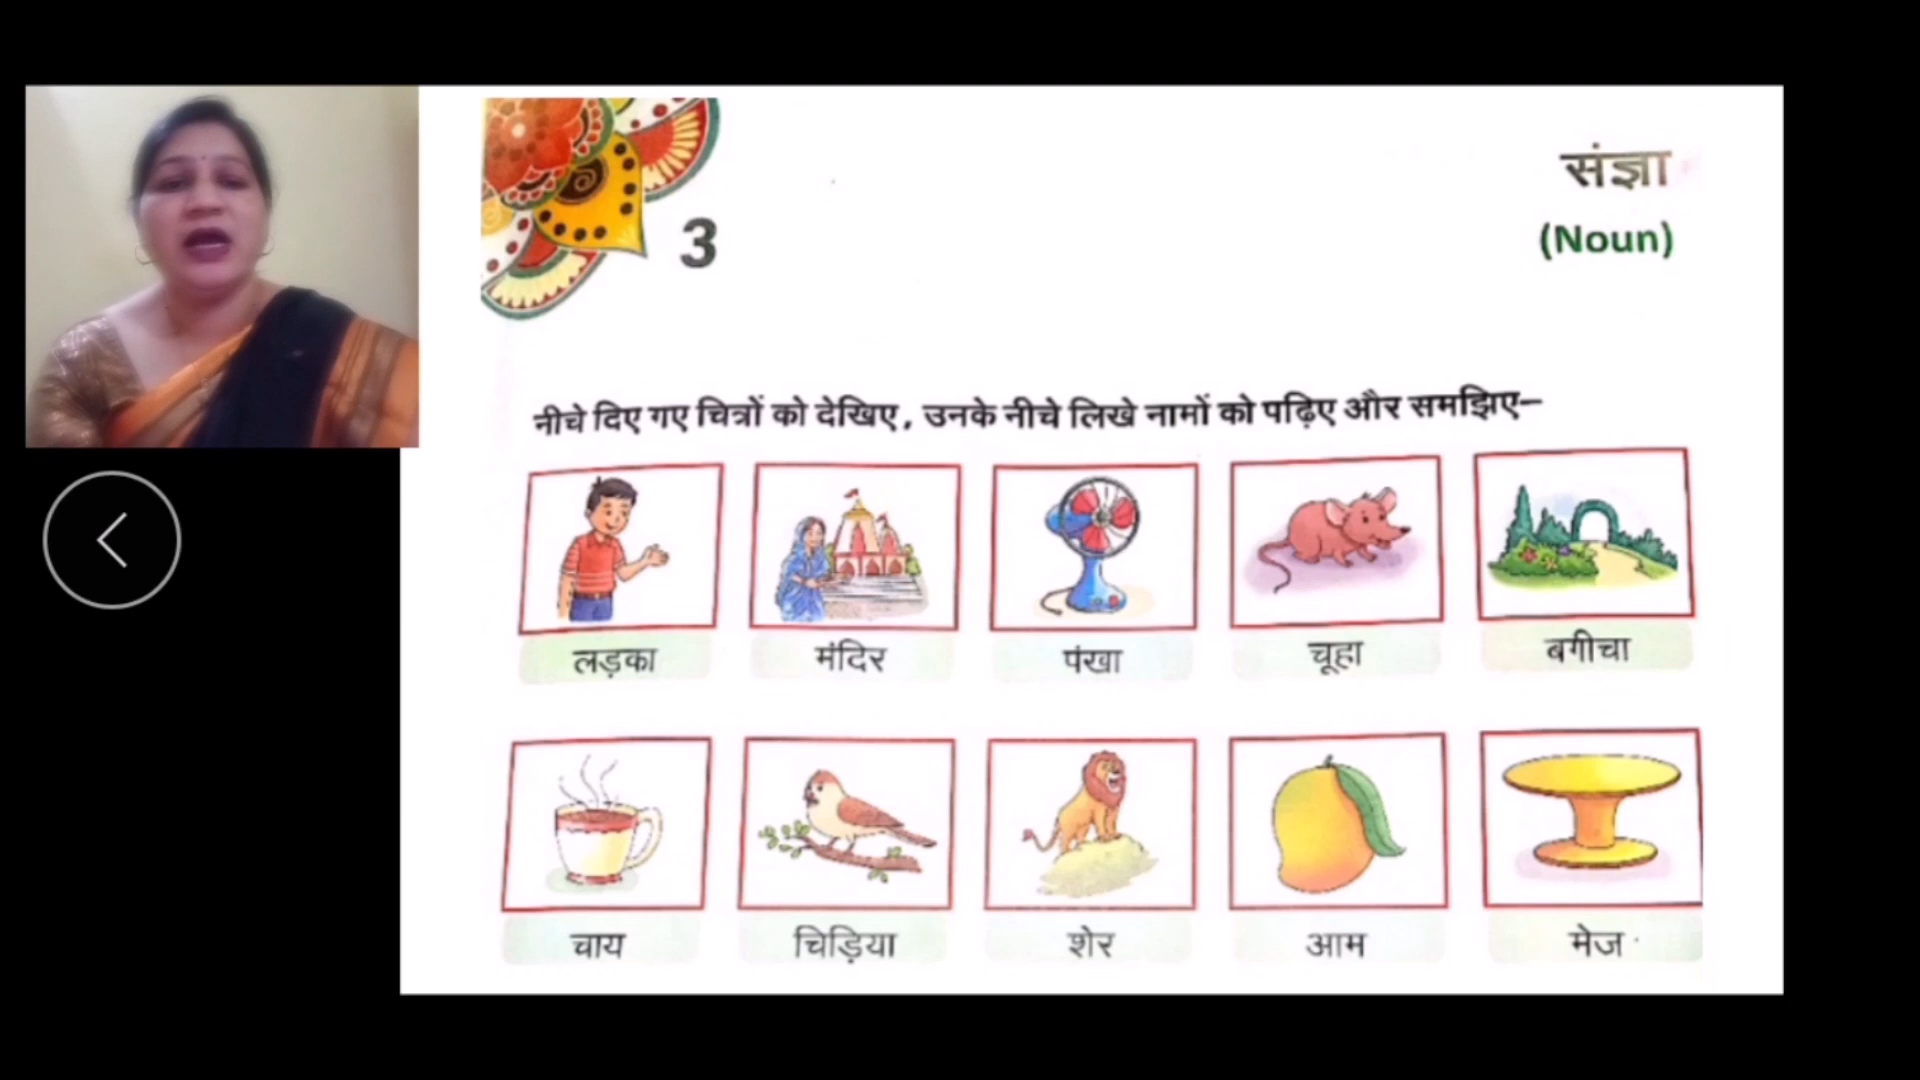 संज्ञा
(Noun)
3
नीचे दिए गए चित्रों को देखिए, उनके नीचे लिखे नामों को पढ़िए और समझिए–
लड़का मंदिर पंखा चूहा बगीचा
चाय चिड़िया शेर आम मेज